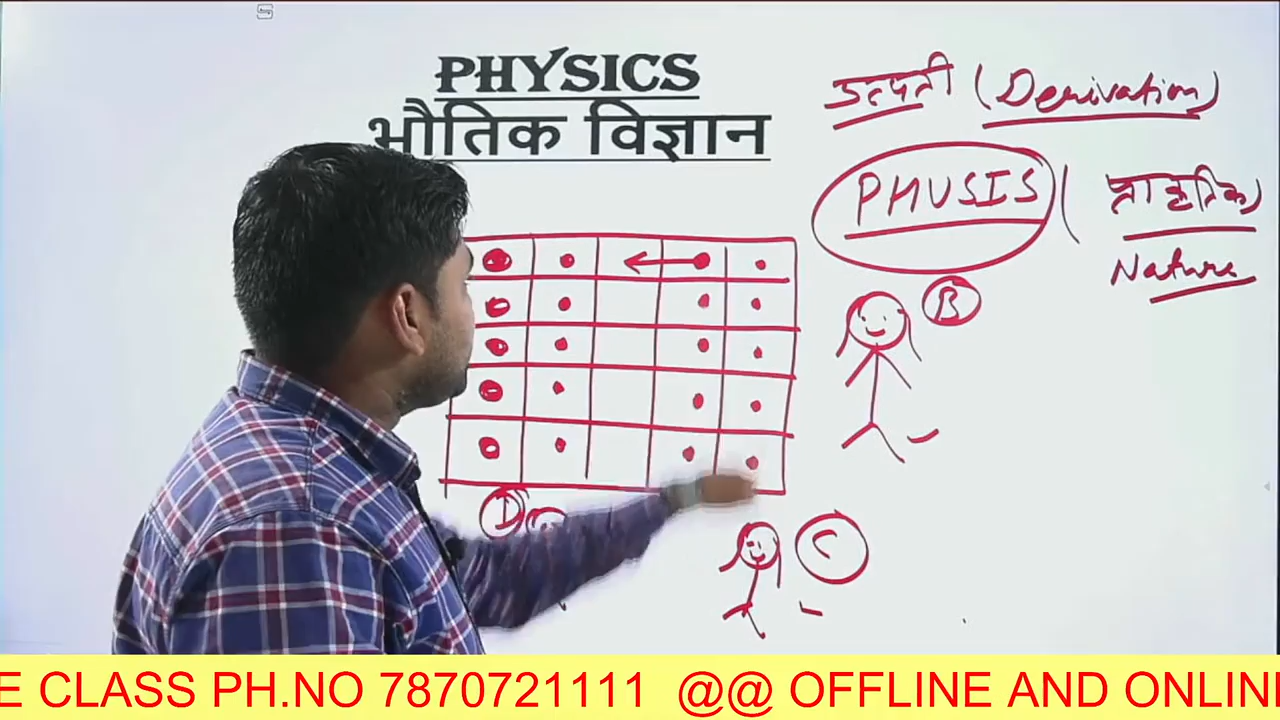 PHYSICS
भौतिक विज्ञान
उत्पती (Derivation)
PHUSIS (प्राकृतिक)
Nature
B
D
C
E CLASS PH.NO 7870721111 @@ OFFLINE AND ONLIN